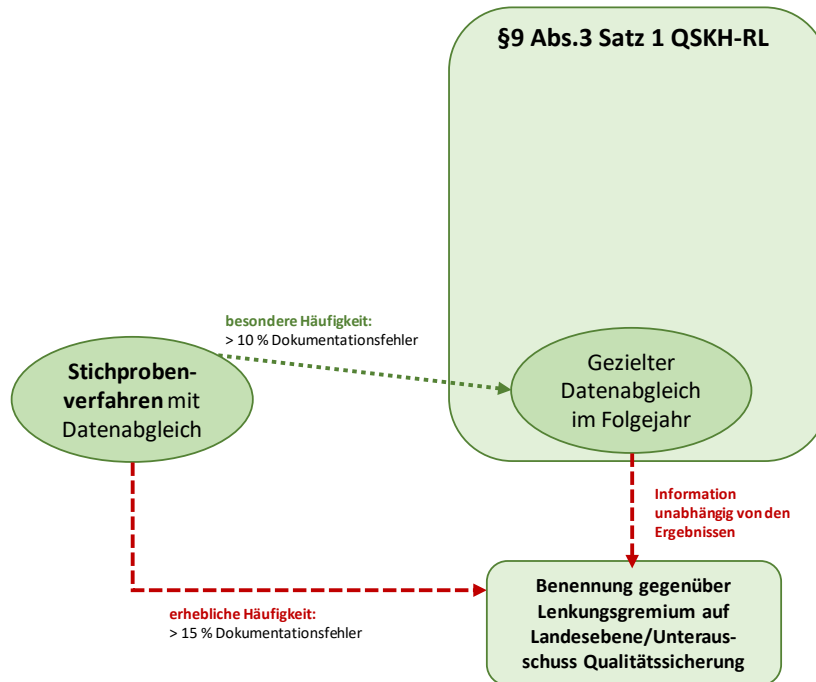 §9 Abs.3 Satz 1 QSKH-RL
besondere Häufigkeit:
> 10 % Dokumentationsfehler
Stichproben-
verfahren mit
Datenabgleich
Gezielter
Datenabgleich
im Folgejahr
Information
unabhängig von den
Ergebnissen
erhebliche Häufigkeit:
> 15 % Dokumentationsfehler
Benennung gegenüber
Lenkungsgremium auf
Landesebene/Unteraus-
schuss Qualitätssicherung